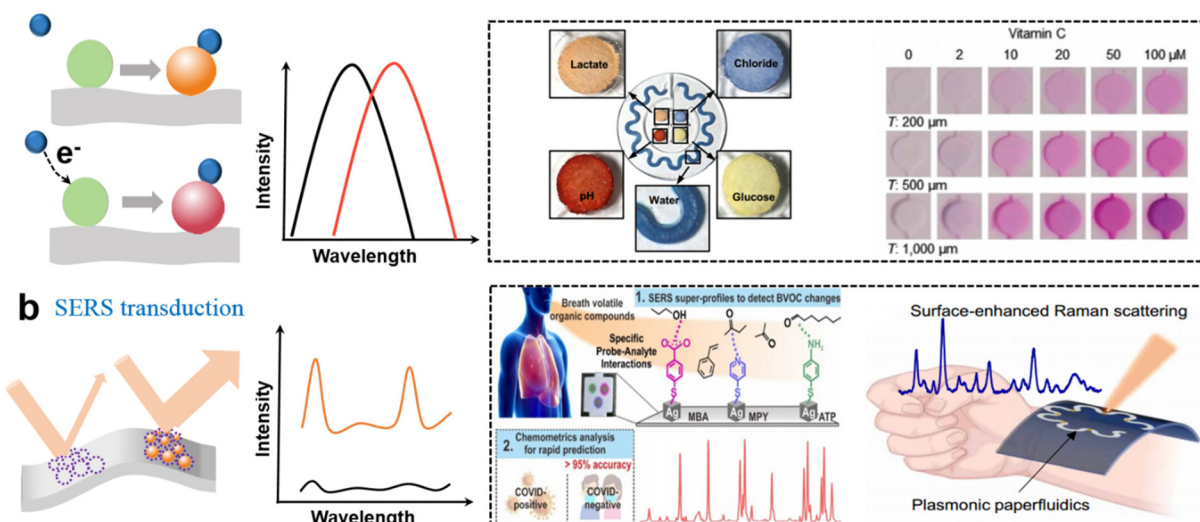 e-
Intensity
Wavelength
Lactate
Chloride
pH
Water
Glucose
Vitamin C
0 2 10 20 50 100 µM
T: 200 µm
T: 500 µm
T: 1,000 µm
b SERS transduction
Intensity
Wavelength
Breath volatile
organic compounds
1. SERS super-profiles to detect BVOC changes
Specific
Probe-Analyte
Interactions
OH
O
O
O
O
O
N
NH2
S
S
S
Ag
MBA
Ag
MPY
Ag
ATP
2. Chemometrics analysis
for rapid prediction
> 95% accuracy
COVID-
positive
COVID-
negative
Surface-enhanced Raman scattering
Plasmonic paperfluidics